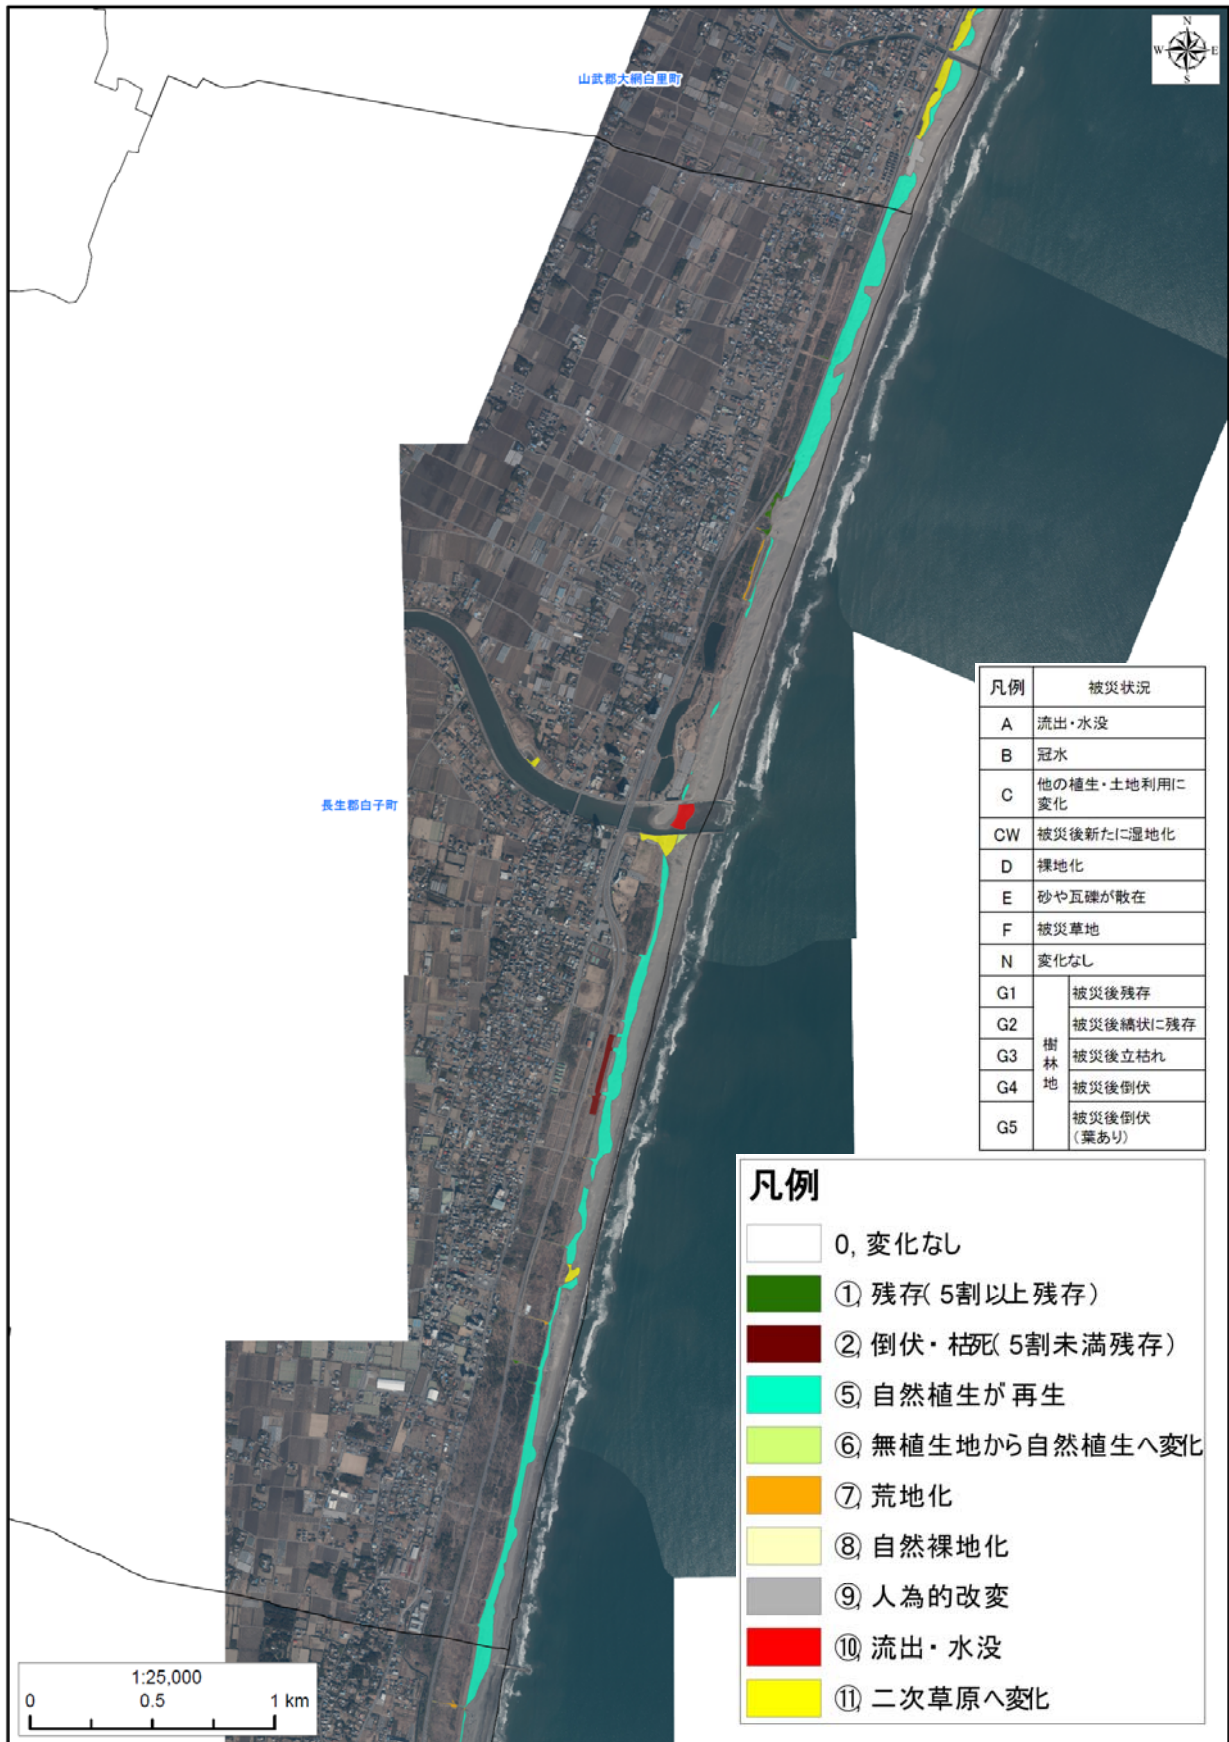 N
W E
S
山武郡大網白里町
長生郡白子町
凡例 被災状況
A 流出・水没
B 冠水
C 他の植生・土地利用に
変化
CW 被災後新たに湿地化
D 裸地化
E 砂や瓦礫が散在
F 被災草地
N 変化なし
樹林地
G1 被災後残存
G2 被災後縞状に残存
G3 被災後立枯れ
G4 被災後倒伏
G5 被災後倒伏
(葉あり)
凡例
0, 変化なし
①, 残存( 5割以上残存)
②, 倒伏・枯死( 5割未満残存)
⑤, 自然植生が再生
⑥, 無植生地から自然植生へ変化
⑦, 荒地化
⑧, 自然裸地化
⑨, 人為的改変
⑩, 流出・水没
⑪, 二次草原へ変化
1:25,000
0 0.5 1 km